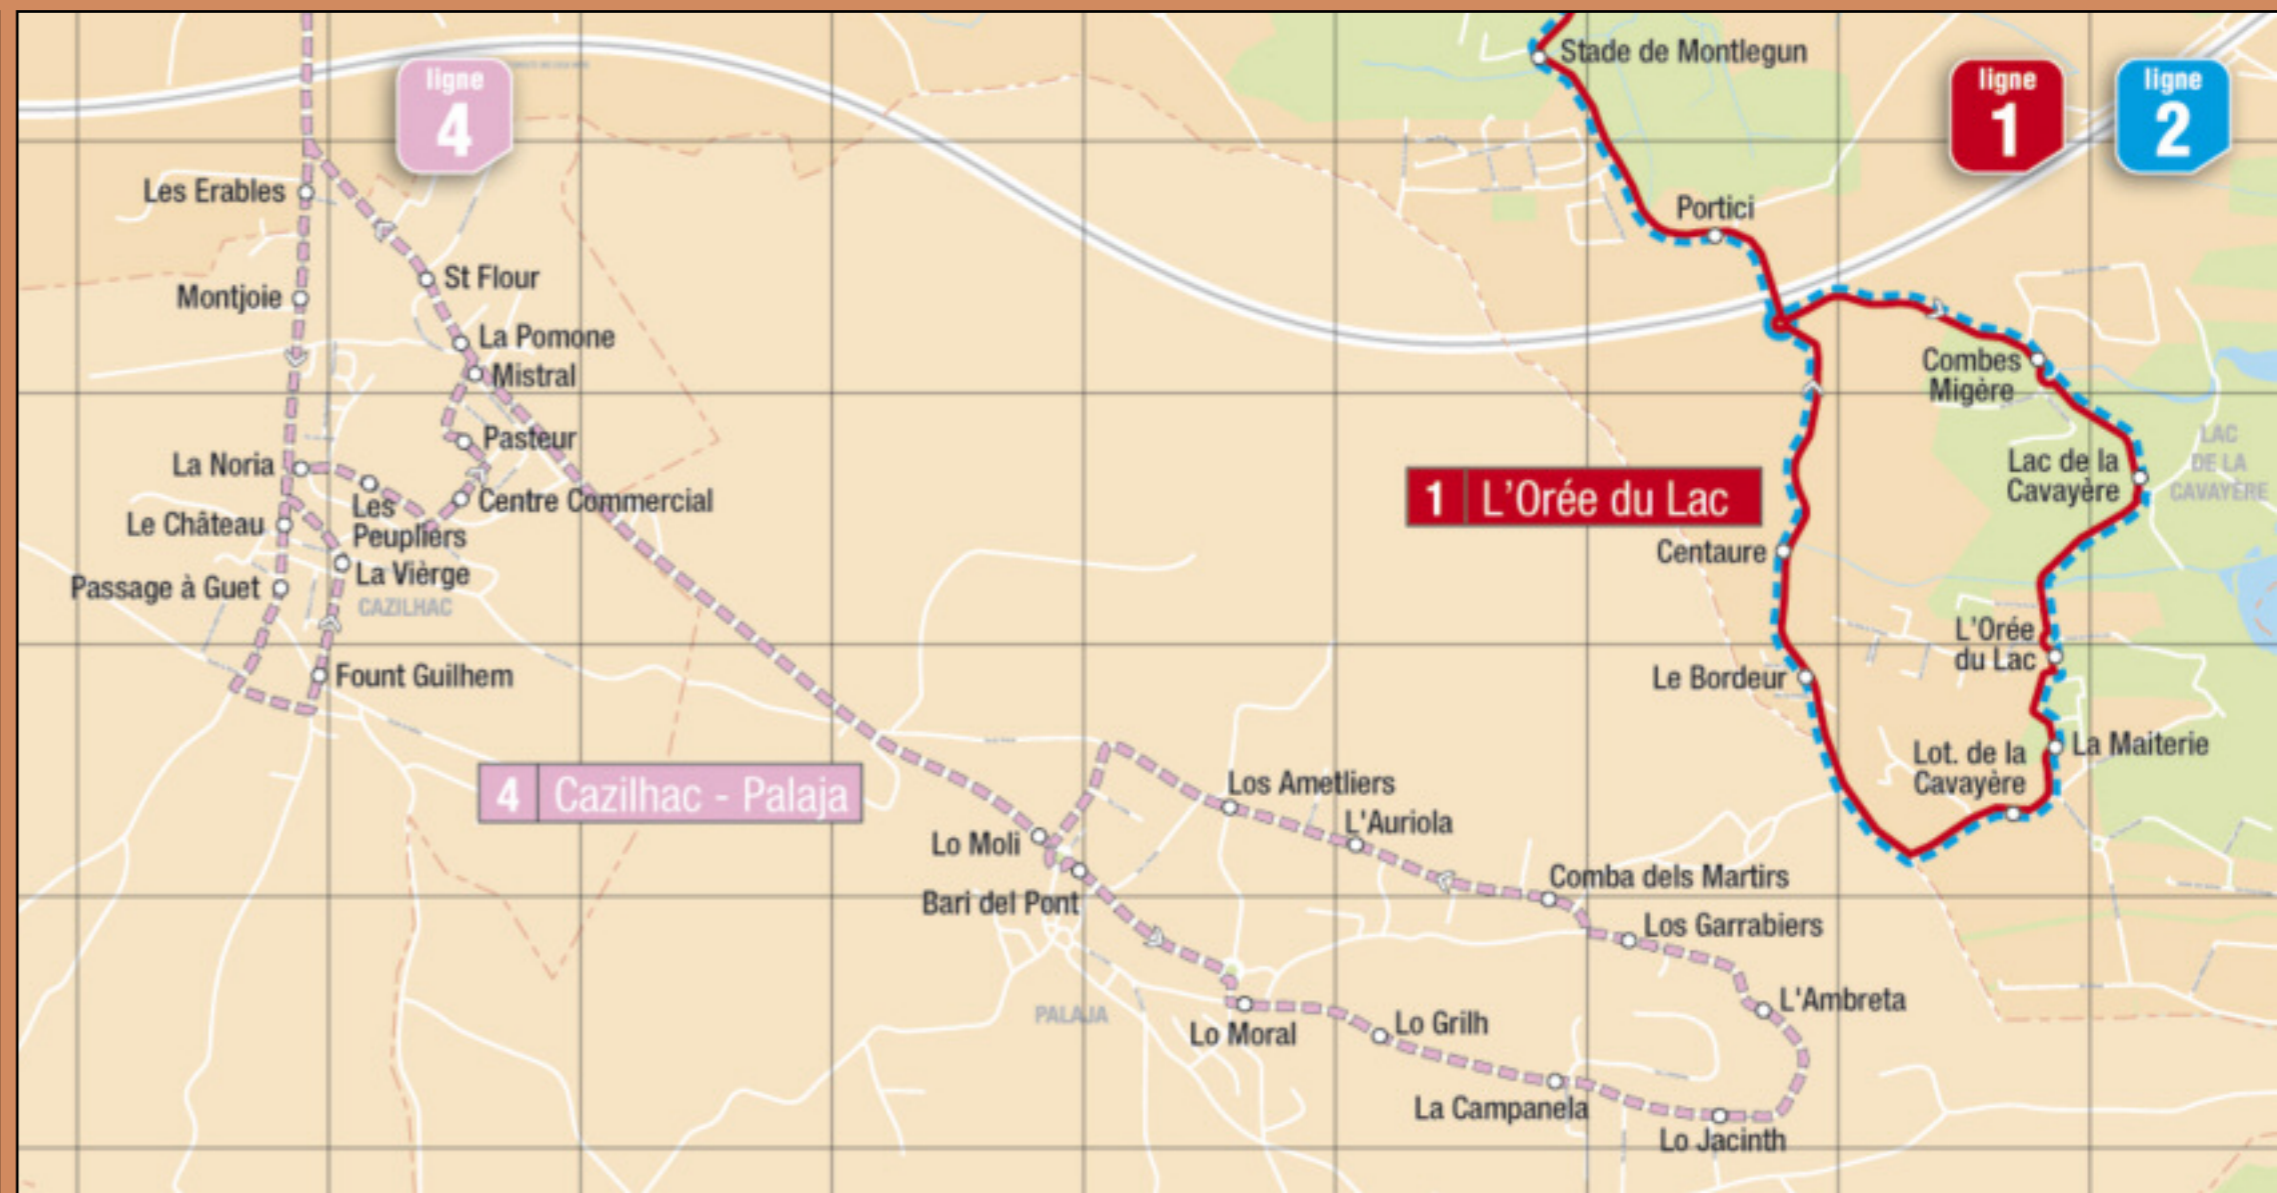 Stade de Montlegun
ligne
4
ligne
1
ligne
2
Les Erables
Portici
St Flour
Montjoie
La Pomone
Mistral
Combes
Migère
Pasteur
LAC
DE LA
CAVAYÈRE
La Noria
Lac de la
Cavayère
Centre Commercial
1 L'Orée du Lac
Les
Peupliers
Le Château
Centaure
La Vièrge
Passage à Guet
CAZILHAC
L'Orée
du Lac
Fount Guilhem
Le Bordeur
La Maiterie
Lot. de la
Cavayère
4 Cazilhac - Palaja
Los Ametliers
L'Auriola
Lo Moli
Comba dels Martirs
Bari del Pont
Los Garrabiers
L'Ambreta
PALAJA
Lo Grilh
Lo Moral
La Campanela
Lo Jacinth